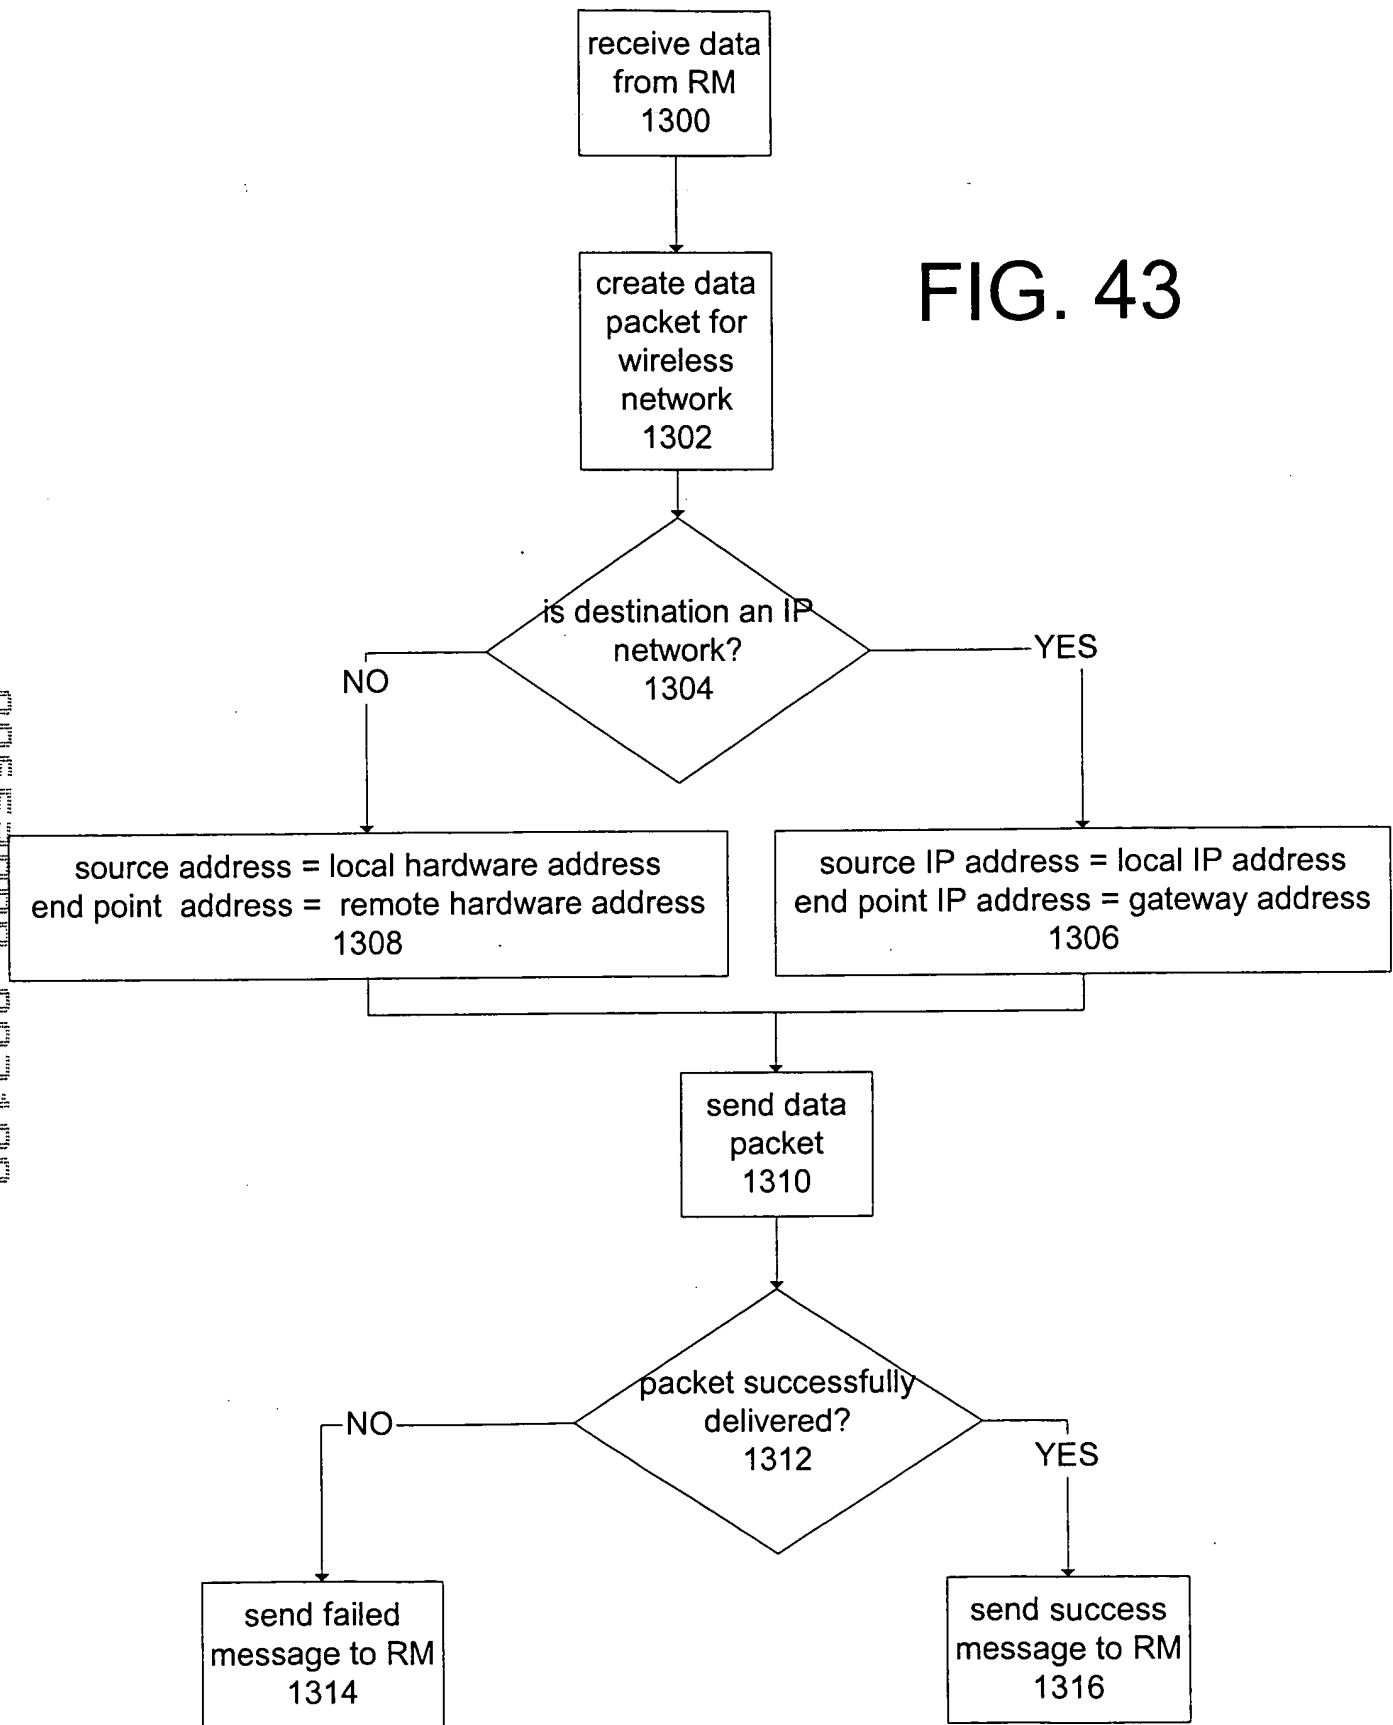 receive data
from RM
1300
create data
packet for
wireless
network
1302
FIG. 43
is destination an IP
network?
1304
NO
YES
source address = local hardware address
end point address = remote hardware address
1308
source IP address = local IP address
end point IP address = gateway address
1306
send data
packet
1310
packet successfully
delivered?
1312
NO
YES
send failed
message to RM
1314
send success
message to RM
1316